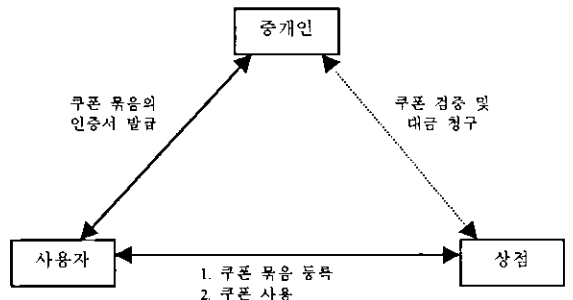 중개인
쿠폰 묶음의
인증서 발급
쿠폰 검증 및
대금 청구
사용자
상점
1. 쿠폰 묶음 등록
2. 쿠폰 사용